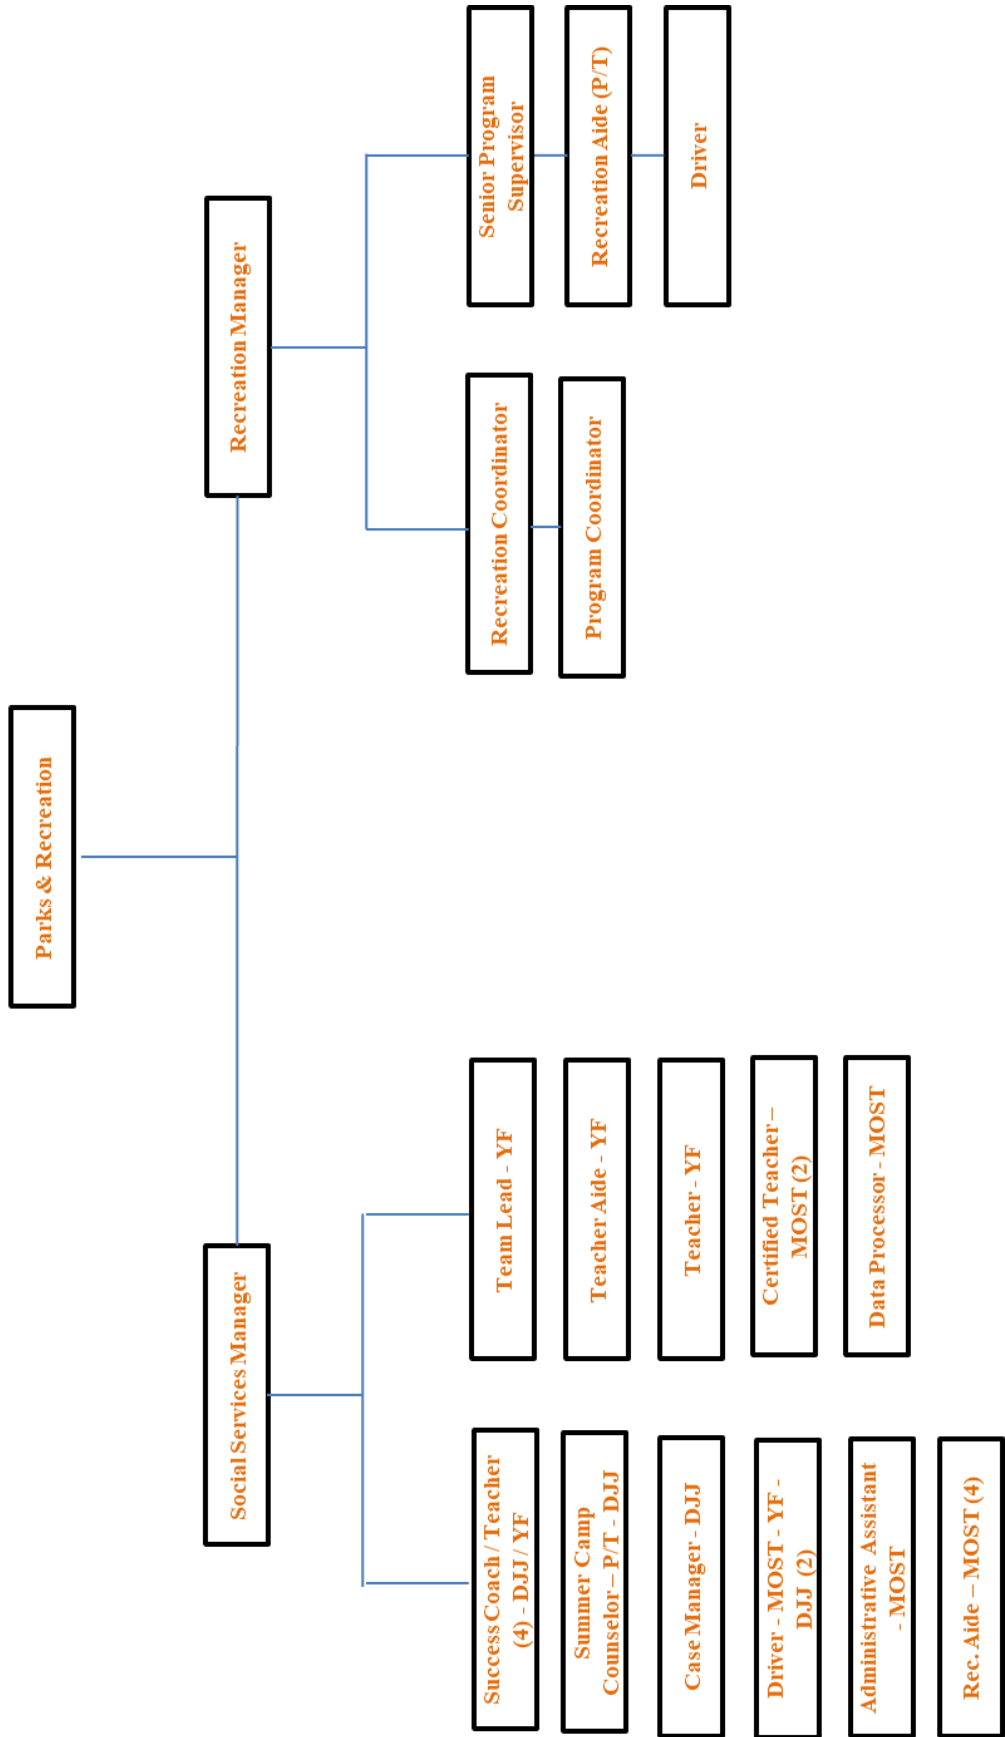 Parks & Recreation
Social Services Manager
Recreation Manager
Success Coach / Teacher
(4) - DJJ / YF
Summer Camp
Counselor – P/T - DJJ
Case Manager - DJJ
Driver - MOST - YF -
DJJ (2)
Administrative Assistant
- MOST
Rec. Aide – MOST (4)
Team Lead - YF
Teacher Aide - YF
Teacher - YF
Certified Teacher –
MOST (2)
Data Processor - MOST
Recreation Coordinator
Program Coordinator
Senior Program
Supervisor
Recreation Aide (P/T)
Driver